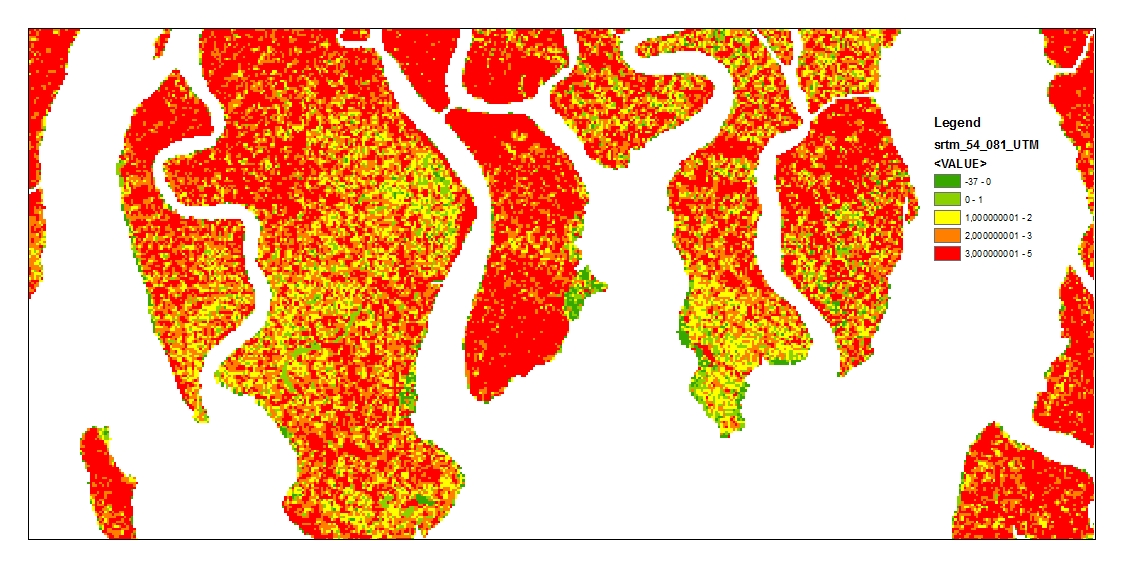 Legend
srtm_54_081_UTM
<VALUE>
-37 - 0
0 - 1
1,000000001 - 2
2,000000001 - 3
3,000000001 - 5